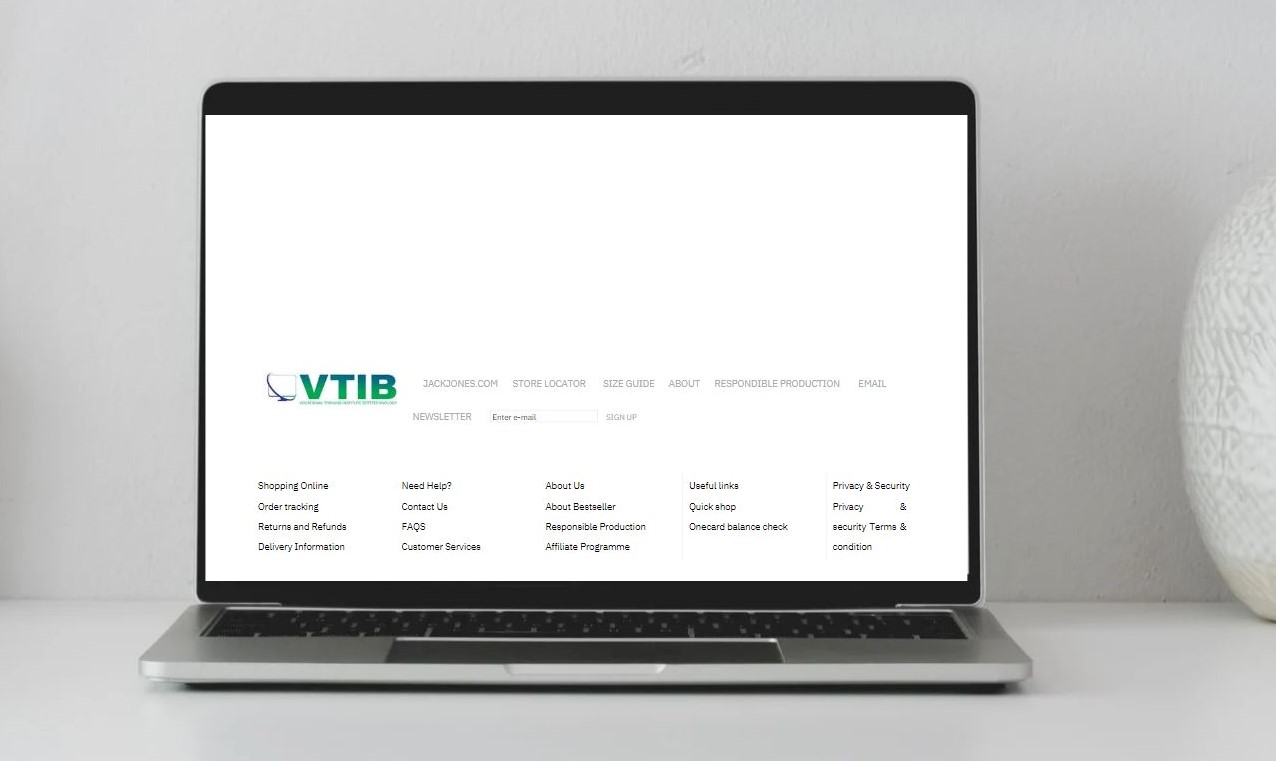 VTIB
JACKJONES.COM STORE LOCATOR SIZE GUIDE ABOUT RESPONDIBLE PRODUCTION EMAIL
NEWSLETTER Enter e-mail SIGN UP
Shopping Online
Order tracking
Returns and Refunds
Delivery Information
Need Help?
Contact Us
FAQS
Customer Services
About Us
About Bestseller
Responsible Production
Affiliate Programme
Useful links
Quick shop
Onecard balance check
Privacy & Security
Privacy &
security Terms &
condition